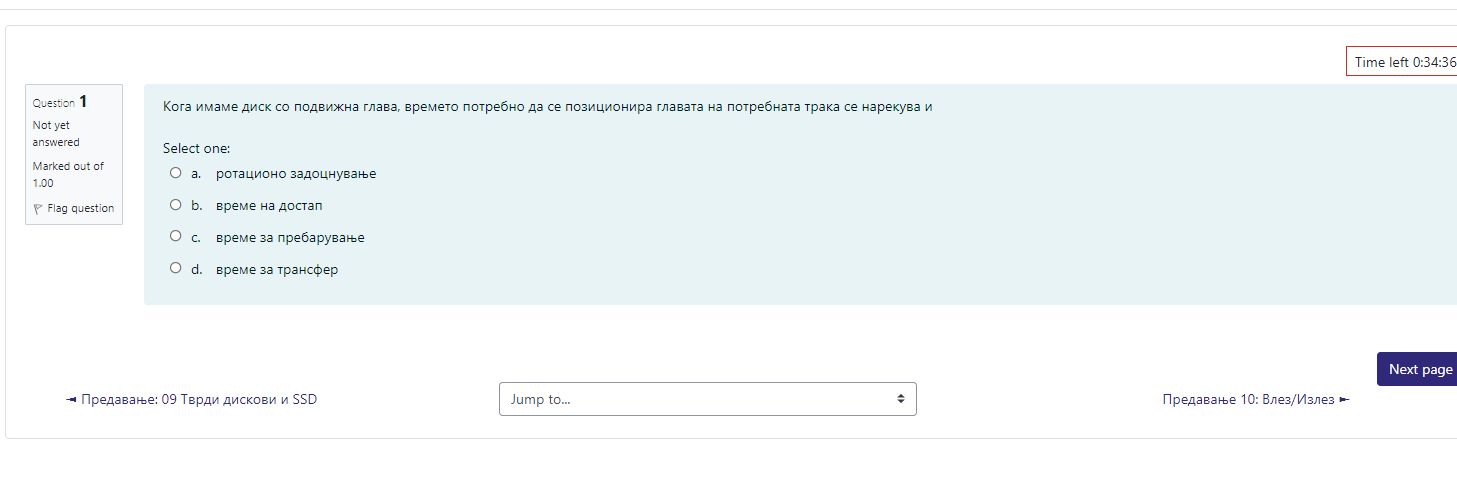 Time left 0:34:36
Question 1
Not yet
answered
Marked out of
1.00
Flag question
Кога имаме диск со подвижна глава, времето потребно да се позиционира главата на потребната трака се нарекува и
Select one:
a. ротационо задоцнување
b. време на достап
c. време за пребарување
d. време за трансфер
Next page
◄ Предавање: 09 Тврди дискови и SSD
Jump to...
Предавање 10: Влез/Излез ►